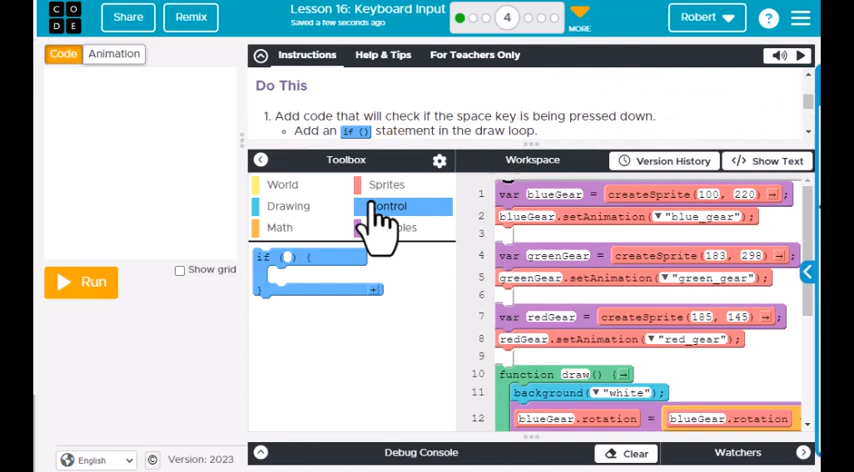 C O
D E
Share
Remix
Lesson 16: Keyboard Input
Saved a few seconds ago
4
MORE
Robert
?
Code
Animation
Instructions
Help & Tips
For Teachers Only
Do This
1. Add code that will check if the space key is being pressed down.
Add an if () statement in the draw loop.
Toolbox
Workspace
Version History
</> Show Text
World
Sprites
Drawing
Math
if () {
}
+
Run
Show grid
1 var blueGear = createSprite(100, 220)
2 blueGear.setAnimation("blue_gear");
3
4 var greenGear = createSprite(183, 298)
5 greenGear.setAnimation("green_gear");
6
7 var redGear = createSprite(185, 145)
8 redGear.setAnimation("red_gear");
9
10 function draw() {
11 background("white");
12 blueGear.rotation = blueGear.rotation
English
©
Version: 2023
Debug Console
Clear
Watchers